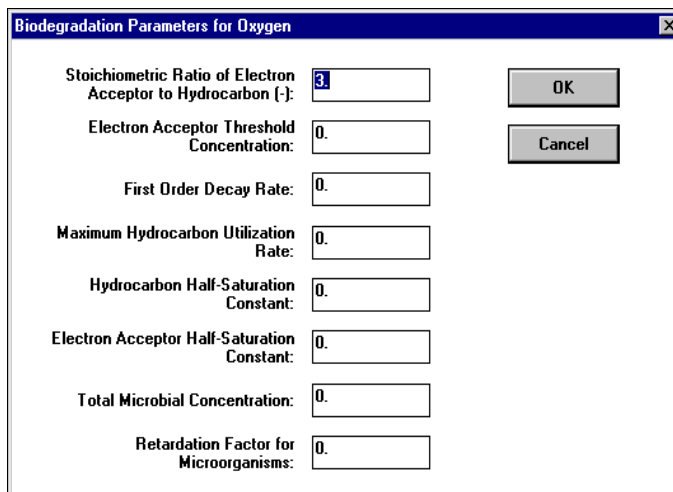 Biodegradation Parameters for Oxygen
Stoichiometric Ratio of Electron
Acceptor to Hydrocarbon (-):
3.
OK
Electron Acceptor Threshold
Concentration:
0.
Cancel
First Order Decay Rate:
0.
Maximum Hydrocarbon Utilization
Rate:
0.
Hydrocarbon Half-Saturation
Constant:
0.
Electron Acceptor Half-Saturation
Constant:
0.
Total Microbial Concentration:
0.
Retardation Factor for
Microorganisms:
0.